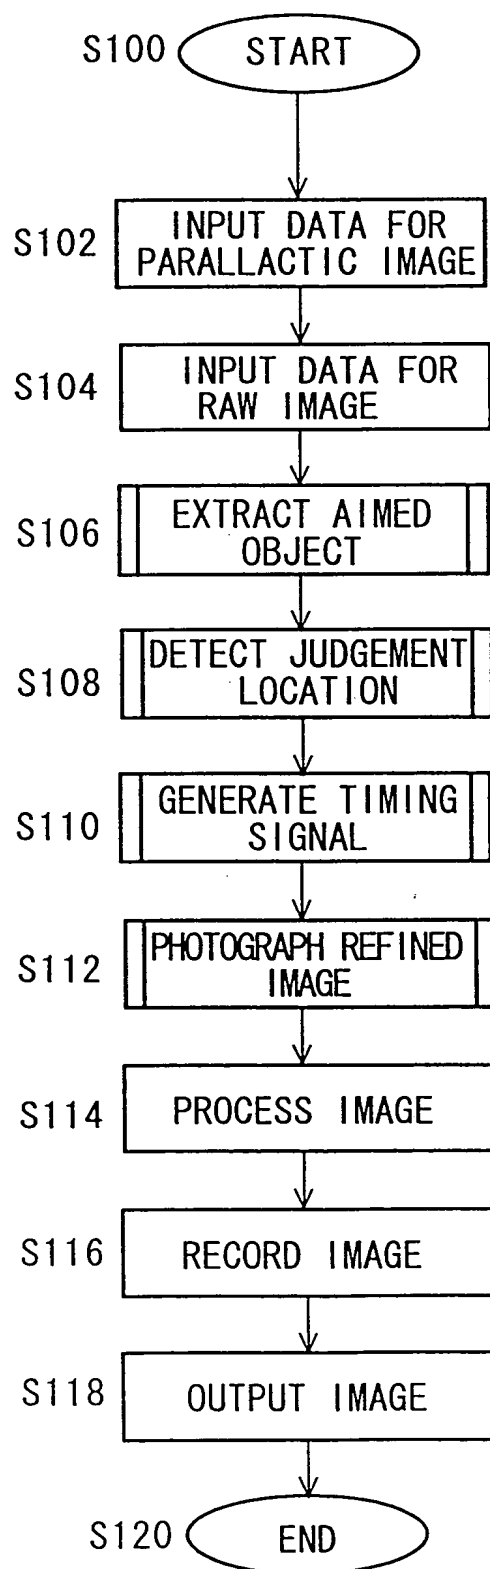 S100 START
S102 INPUT DATA FOR
PARALLACTIC IMAGE
S104 INPUT DATA FOR
RAW IMAGE
S106 EXTRACT AIMED
OBJECT
S108 DETECT JUDGEMENT
LOCATION
S110 GENERATE TIMING
SIGNAL
S112 PHOTOGRAPH REFINED
IMAGE
S114 PROCESS IMAGE
S116 RECORD IMAGE
S118 OUTPUT IMAGE
S120 END